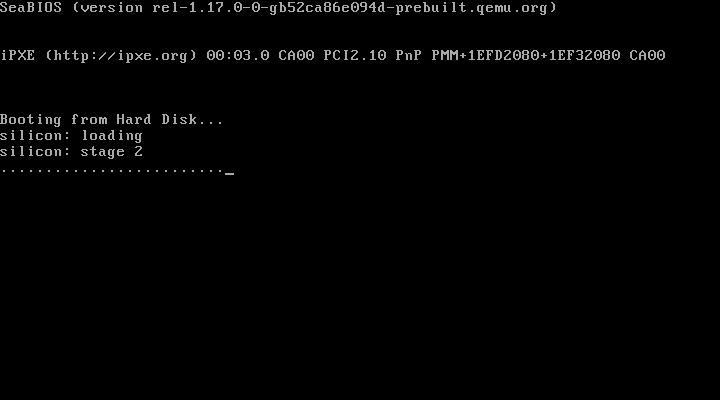 SeaBIOS (version rel-1.17.0-0-gb52ca86e094d-prebuilt.qemu.org)
iPXE (http://ipxe.org) 00:03.0 CA00 PCI2.10 PnP PMM+1EFD2080+1EF32080 CA00
Booting from Hard Disk...
silicon: loading
silicon: stage 2
........................._